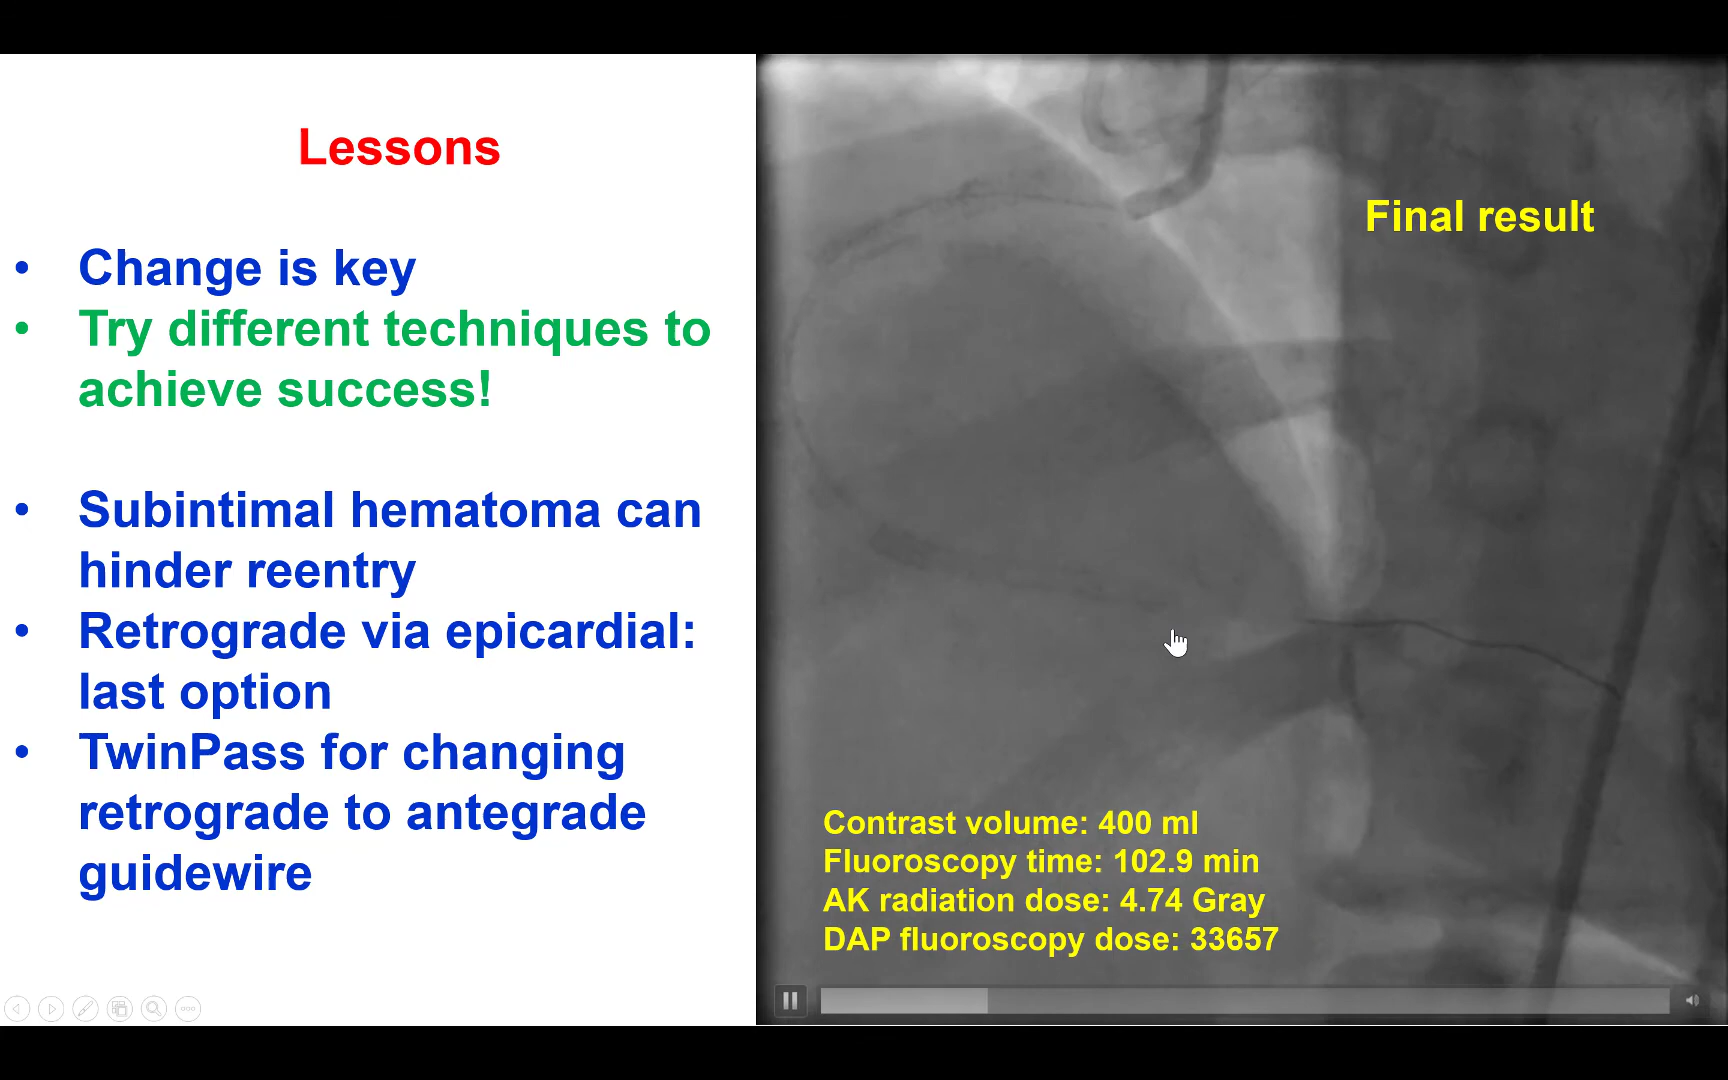 Lessons
• Change is key
• Try different techniques to
achieve success!
• Subintimal hematoma can
hinder reentry
• Retrograde via epicardial:
last option
• TwinPass for changing
retrograde to antegrade
guidewire
Final result
Contrast volume: 400 ml
Fluoroscopy time: 102.9 min
AK radiation dose: 4.74 Gray
DAP fluoroscopy dose: 33657